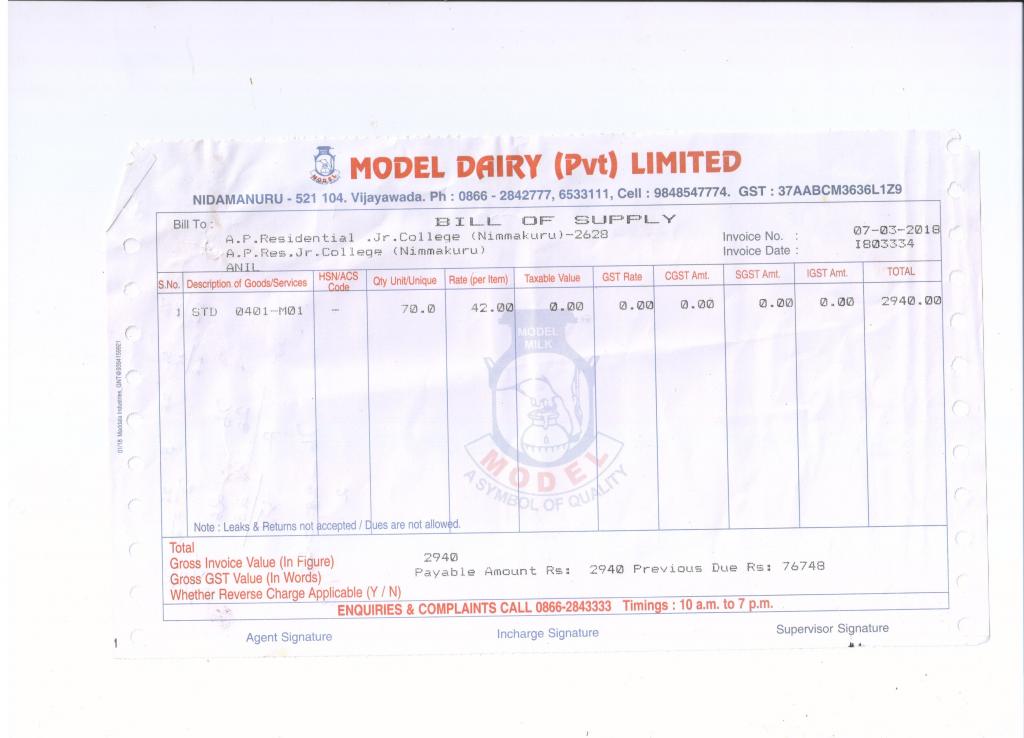 MODEL DAIRY (Pvt) LIMITED
NIDAMANURU - 521 104. Vijayawada. Ph : 0866 - 2842777, 6533111, Cell : 9848547774. GST : 37AABCM3636L1Z9
BILL OF SUPPLY
Bill To :
A.P.Residential .Jr.College (Nimmakuru)-2628
A.P.Res.Jr.College (Nimmakuru)
ANIL
Invoice No. : 07-03-2018
Invoice Date : I803334
S.No. Description of Goods/Services HSN/ACS Code Qty Unit/Unique Rate (per Item) Taxable Value GST Rate CGST Amt. SGST Amt. IGST Amt. TOTAL
1 STD 0401-M01 - 70.0 42.00 0.00 0.00 0.00 0.00 0.00 2940.00
MODEL
MILK
MODEL
A SYMBOL OF QUALITY
Note : Leaks & Returns not accepted / Dues are not allowed.
Total
Gross Invoice Value (In Figure) 2940
Gross GST Value (In Words) Payable Amount Rs: 2940 Previous Due Rs: 76748
Whether Reverse Charge Applicable (Y / N)
ENQUIRIES & COMPLAINTS CALL 0866-2843333 Timings : 10 a.m. to 7 p.m.
Agent Signature Incharge Signature Supervisor Signature
1